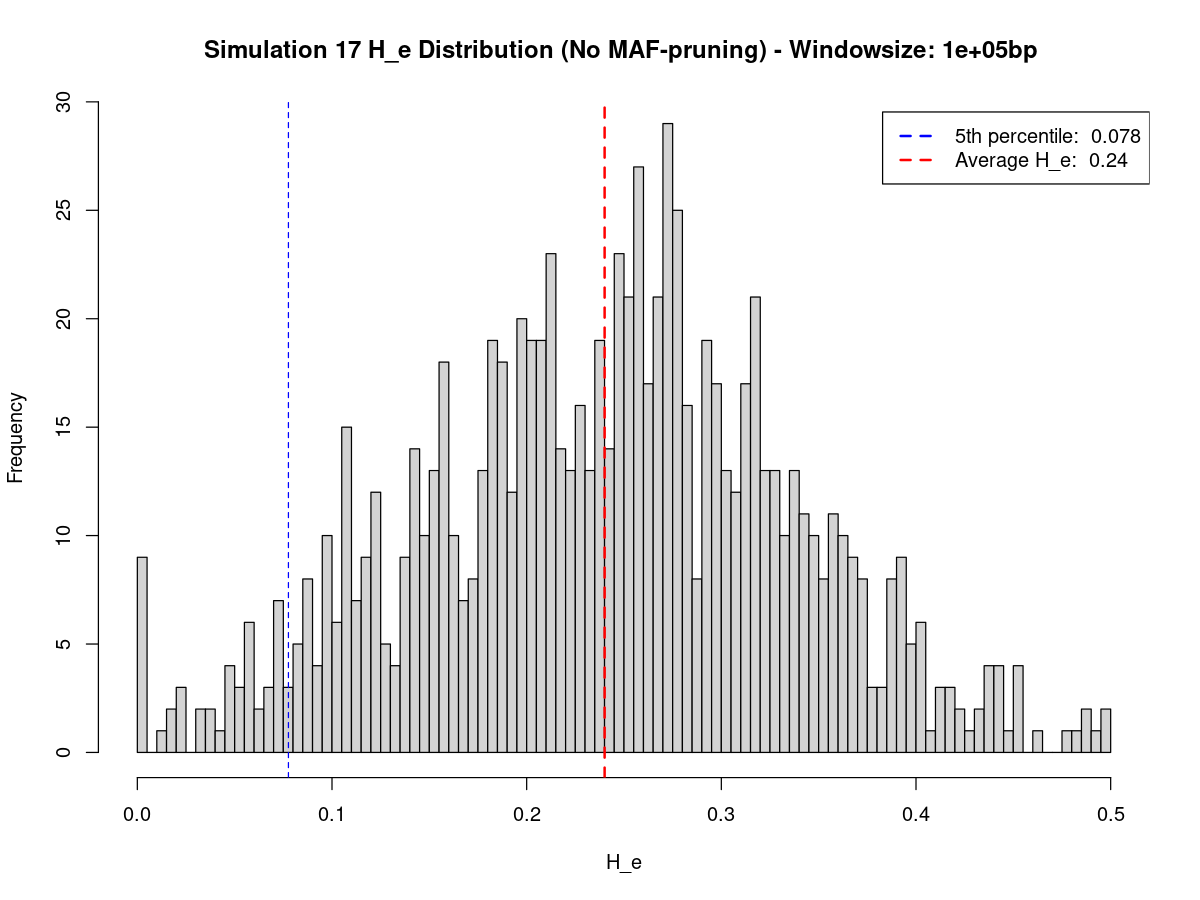 Simulation 17 H_e Distribution (No MAF-pruning) - Windowsize: 1e+05bp
5th percentile:  0.078
Average H_e:  0.24
Frequency
30
25
20
15
10
5
0
0.0 0.1 0.2 0.3 0.4 0.5
H_e